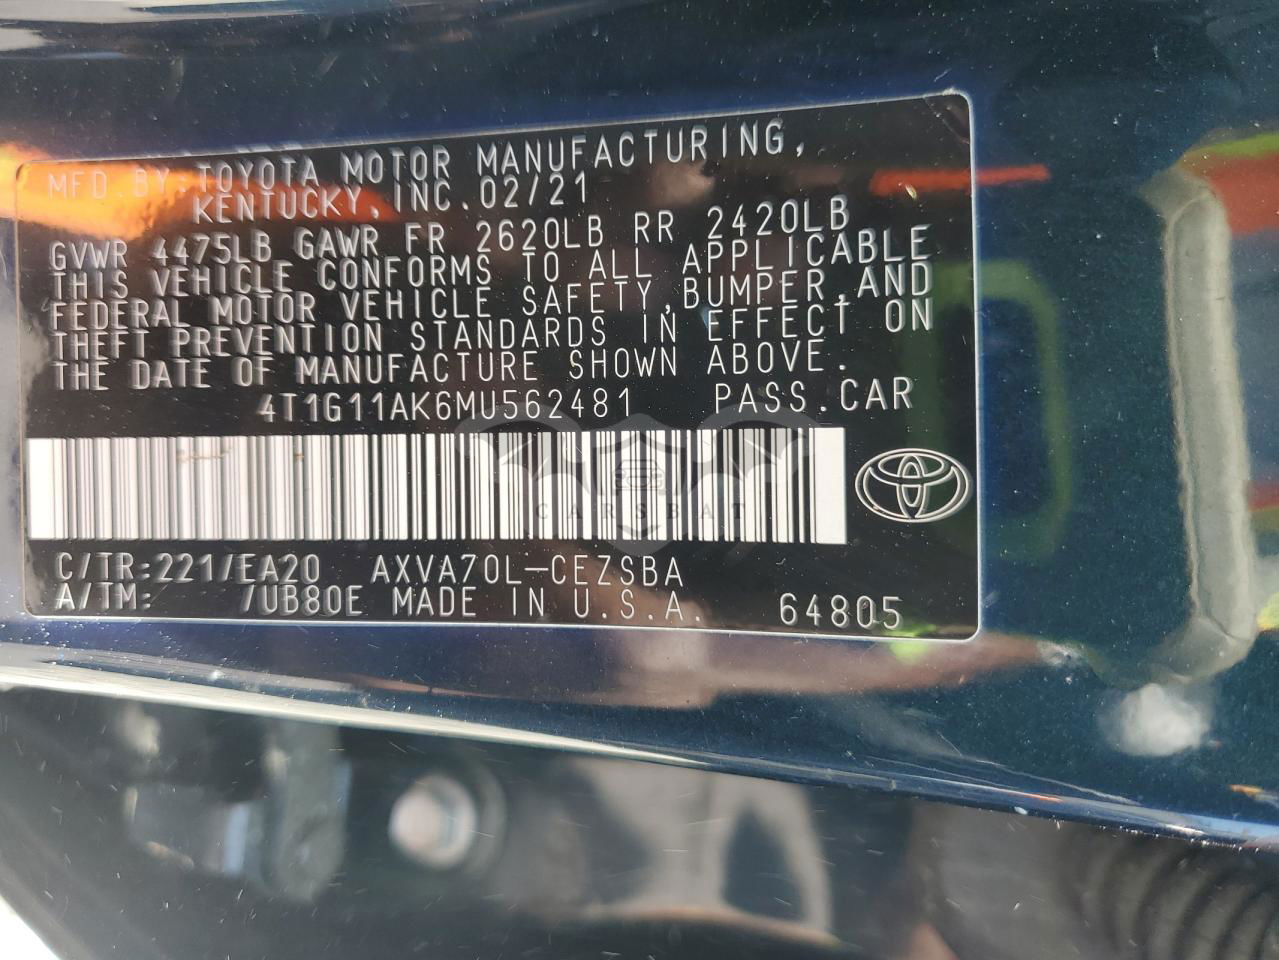 MFD.BY:TOYOTA MOTOR MANUFACTURING,
KENTUCKY,INC.02/21
GVWR 4475LB GAWR FR 2620LB RR 2420LB
THIS VEHICLE CONFORMS TO ALL APPLICABLE
FEDERAL MOTOR VEHICLE SAFETY,BUMPER,AND
THEFT PREVENTION STANDARDS IN EFFECT ON
THE DATE OF MANUFACTURE SHOWN ABOVE.
4T1G11AK6MU562481 PASS.CAR
CARSBAT
C/TR:221/EA20 AXVA70L-CEZSBA
A/TM: /UB80E MADE IN U.S.A. 64805